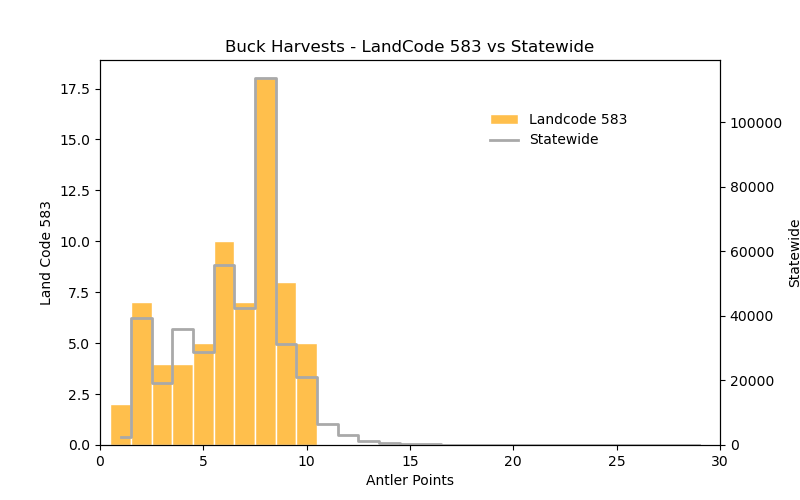 Buck Harvests - LandCode 583 vs Statewide
Landcode 583
Statewide
Land Code 583
17.5
15.0
12.5
10.0
7.5
5.0
2.5
0.0
100000
80000
60000
40000
20000
0
Statewide
0 5 10 15 20 25 30
Antler Points